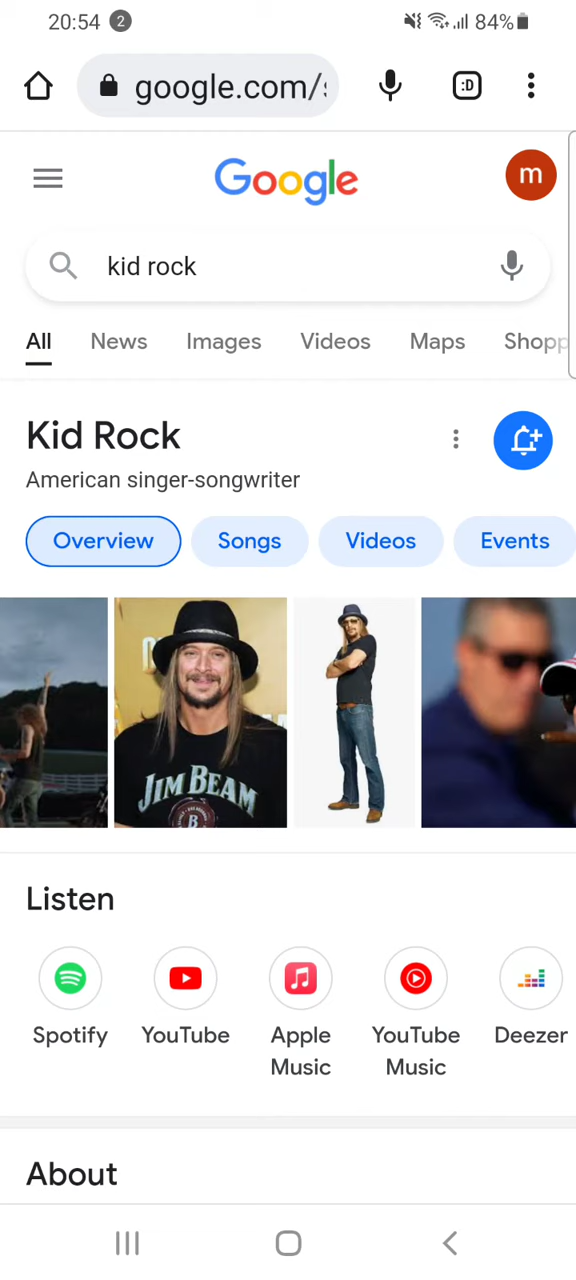 20:54 2 84%
google.com/
:D
Google
m
kid rock
All News Images Videos Maps Shopp
Kid Rock
American singer-songwriter
Overview Songs Videos Events
JIM BEAM
B
Listen
Spotify YouTube Apple Music YouTube Music Deezer
About